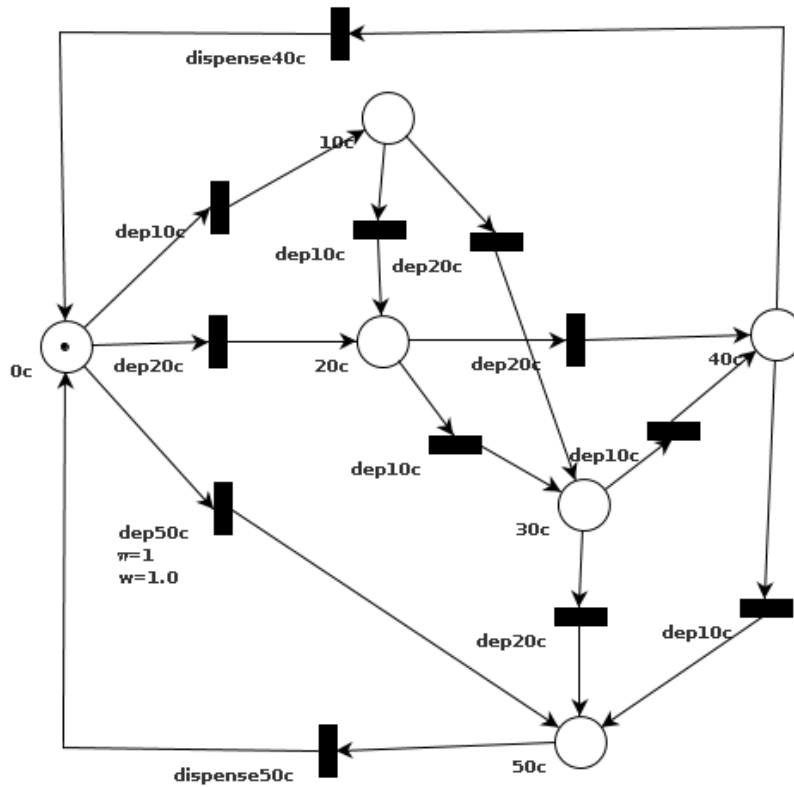 dispense40c
10c
dep10c
dep10c
dep20c
0c
dep20c
20c
dep20c
40c
dep10c
dep10c
30c
dep50c
π=1
w=1.0
dep20c
dep10c
50c
dispense50c